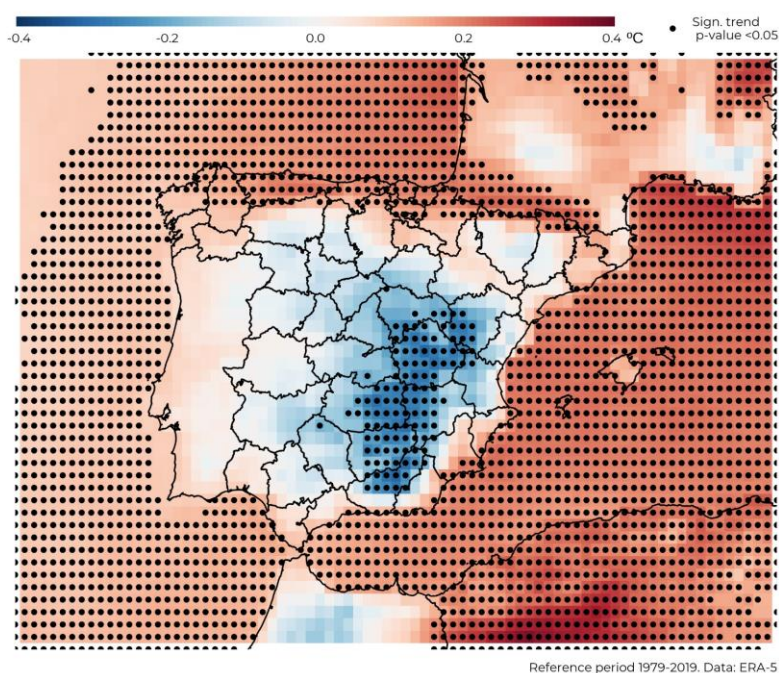 -0.4 -0.2 0.0 0.2 0.4 ºC
Sign. trend
p-value <0.05
Reference period 1979-2019. Data: ERA-5